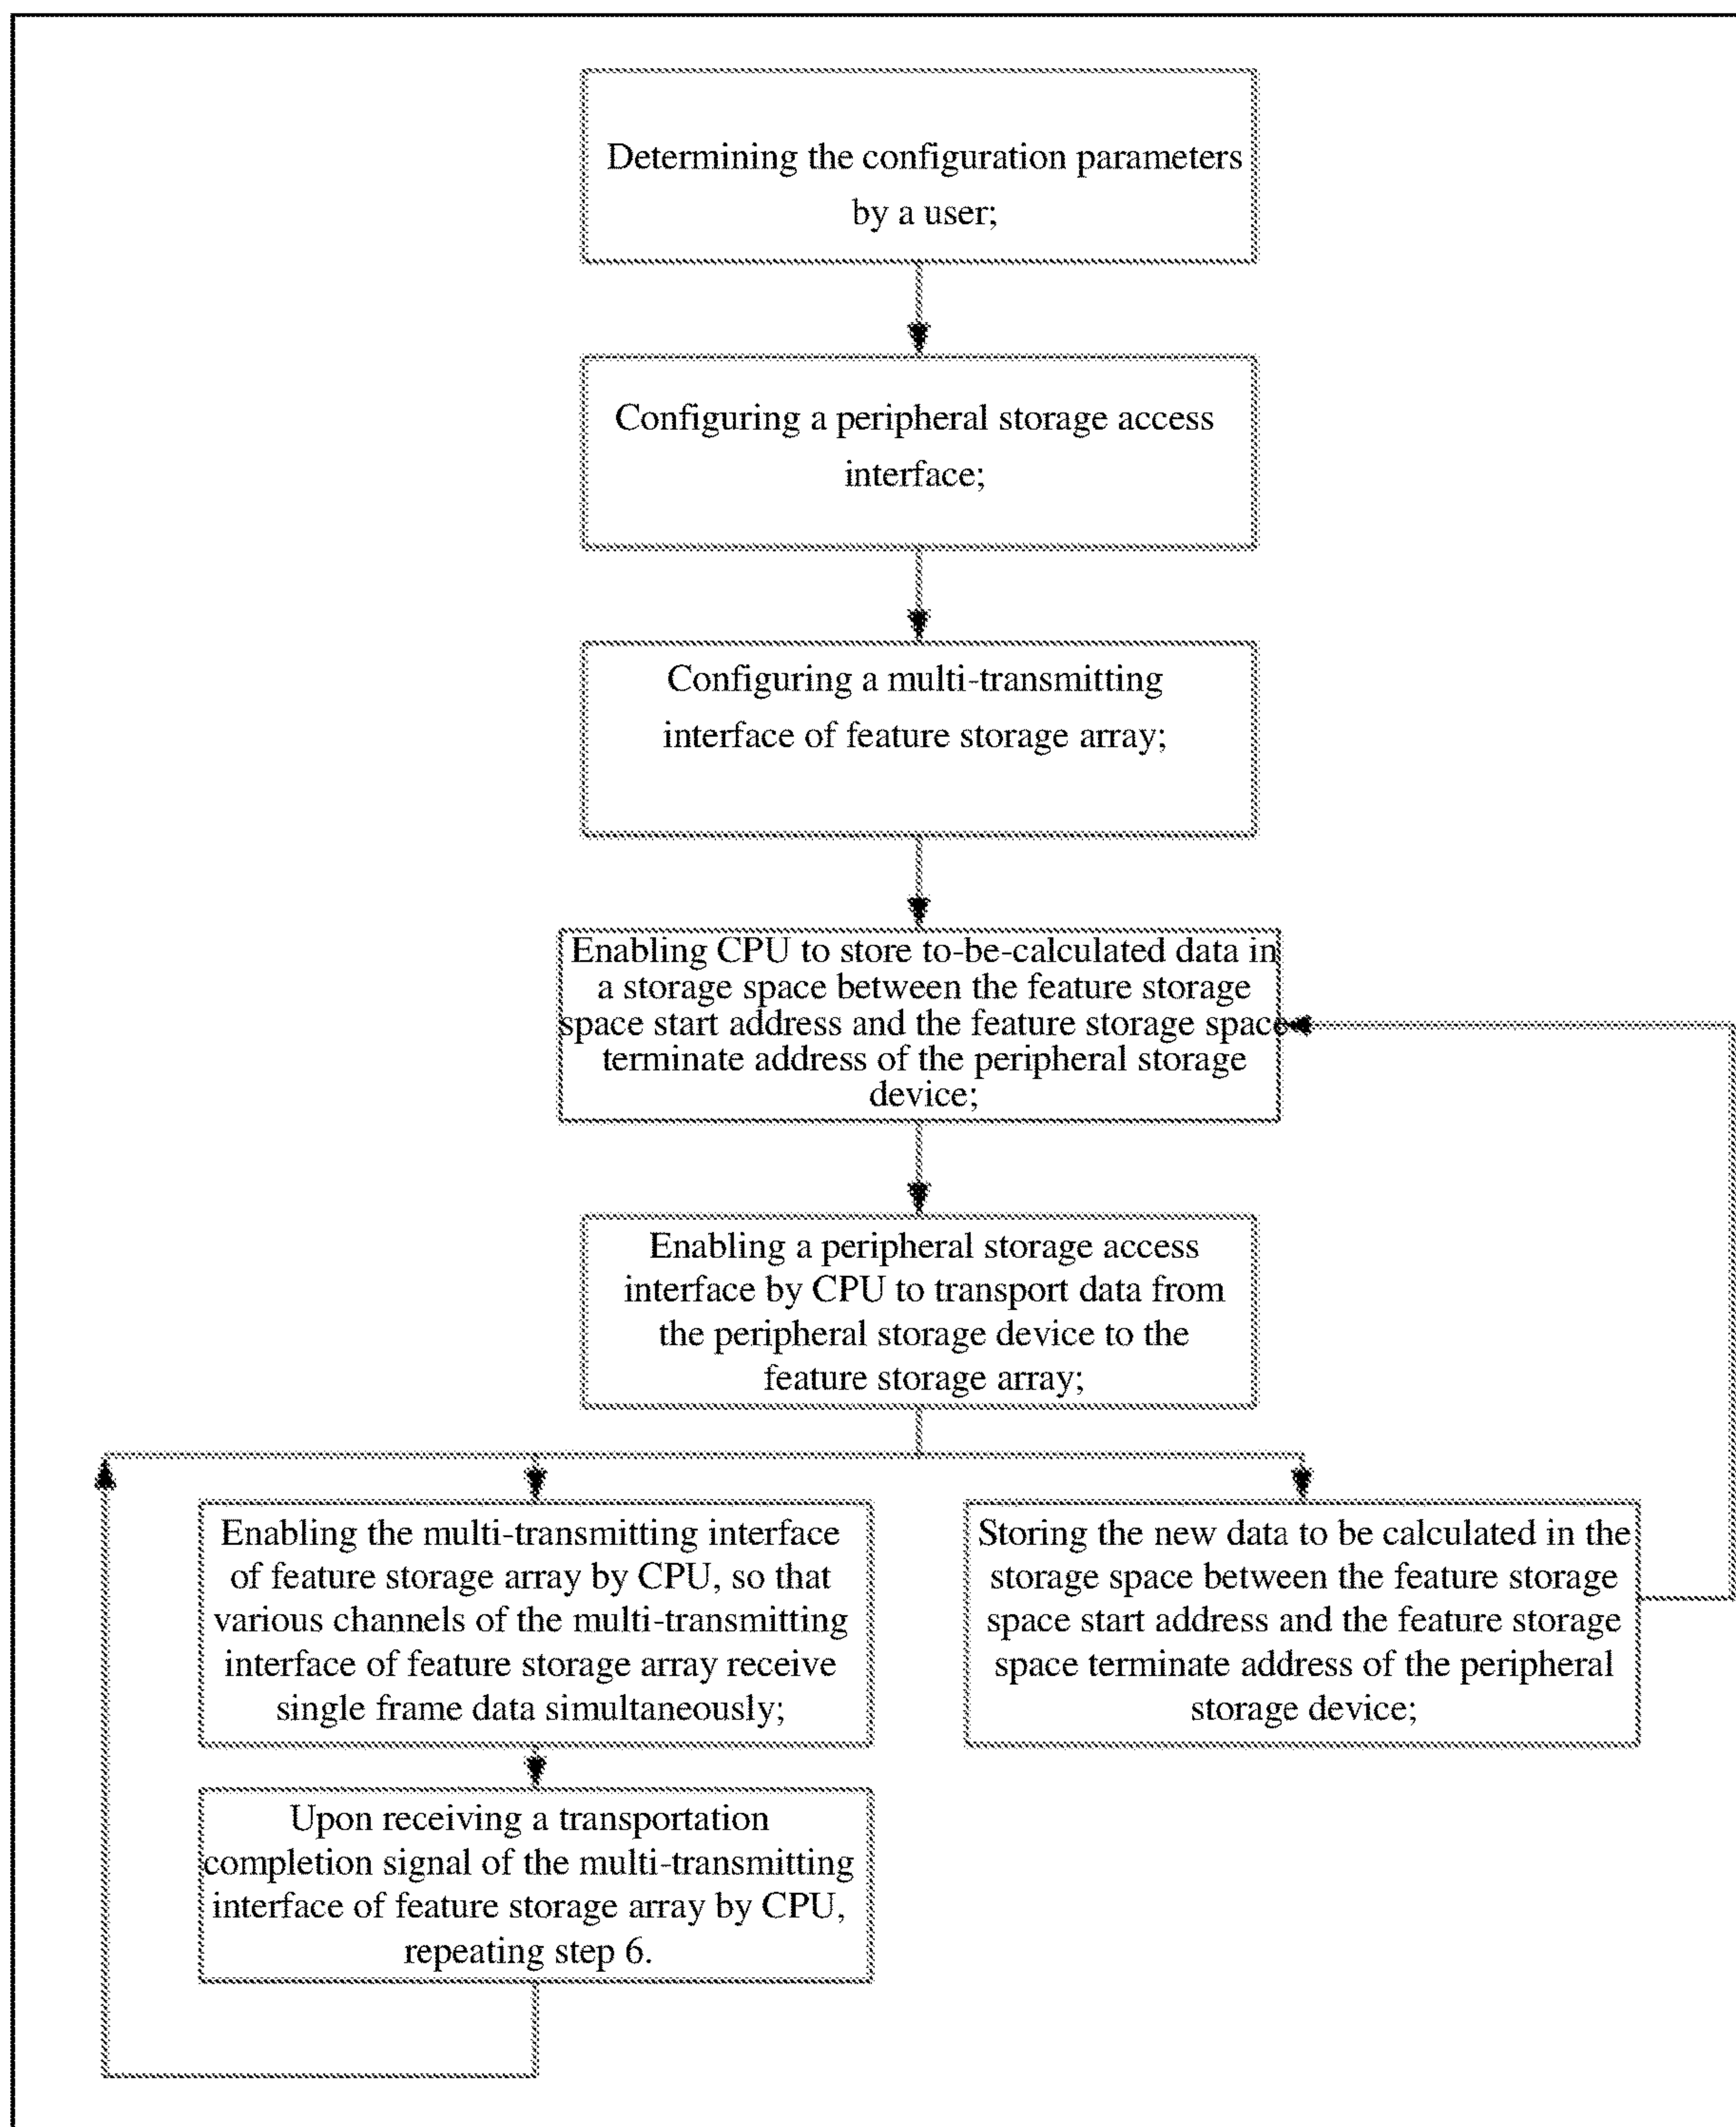 Determining the configuration parameters
by a user;
Configuring a peripheral storage access
interface;
Configuring a multi-transmitting
interface of feature storage array;
Enabling CPU to store to-be-calculated data in
a storage space between the feature storage
space start address and the feature storage space
terminate address of the peripheral storage
device;
Enabling a peripheral storage access
interface by CPU to transport data from
the peripheral storage device to the
feature storage array;
Enabling the multi-transmitting interface
of feature storage array by CPU, so that
various channels of the multi-transmitting
interface of feature storage array receive
single frame data simultaneously;
Storing the new data to be calculated in the
storage space between the feature storage
space start address and the feature storage
space terminate address of the peripheral
storage device;
Upon receiving a transportation
completion signal of the multi-transmitting
interface of feature storage array by CPU,
repeating step 6.